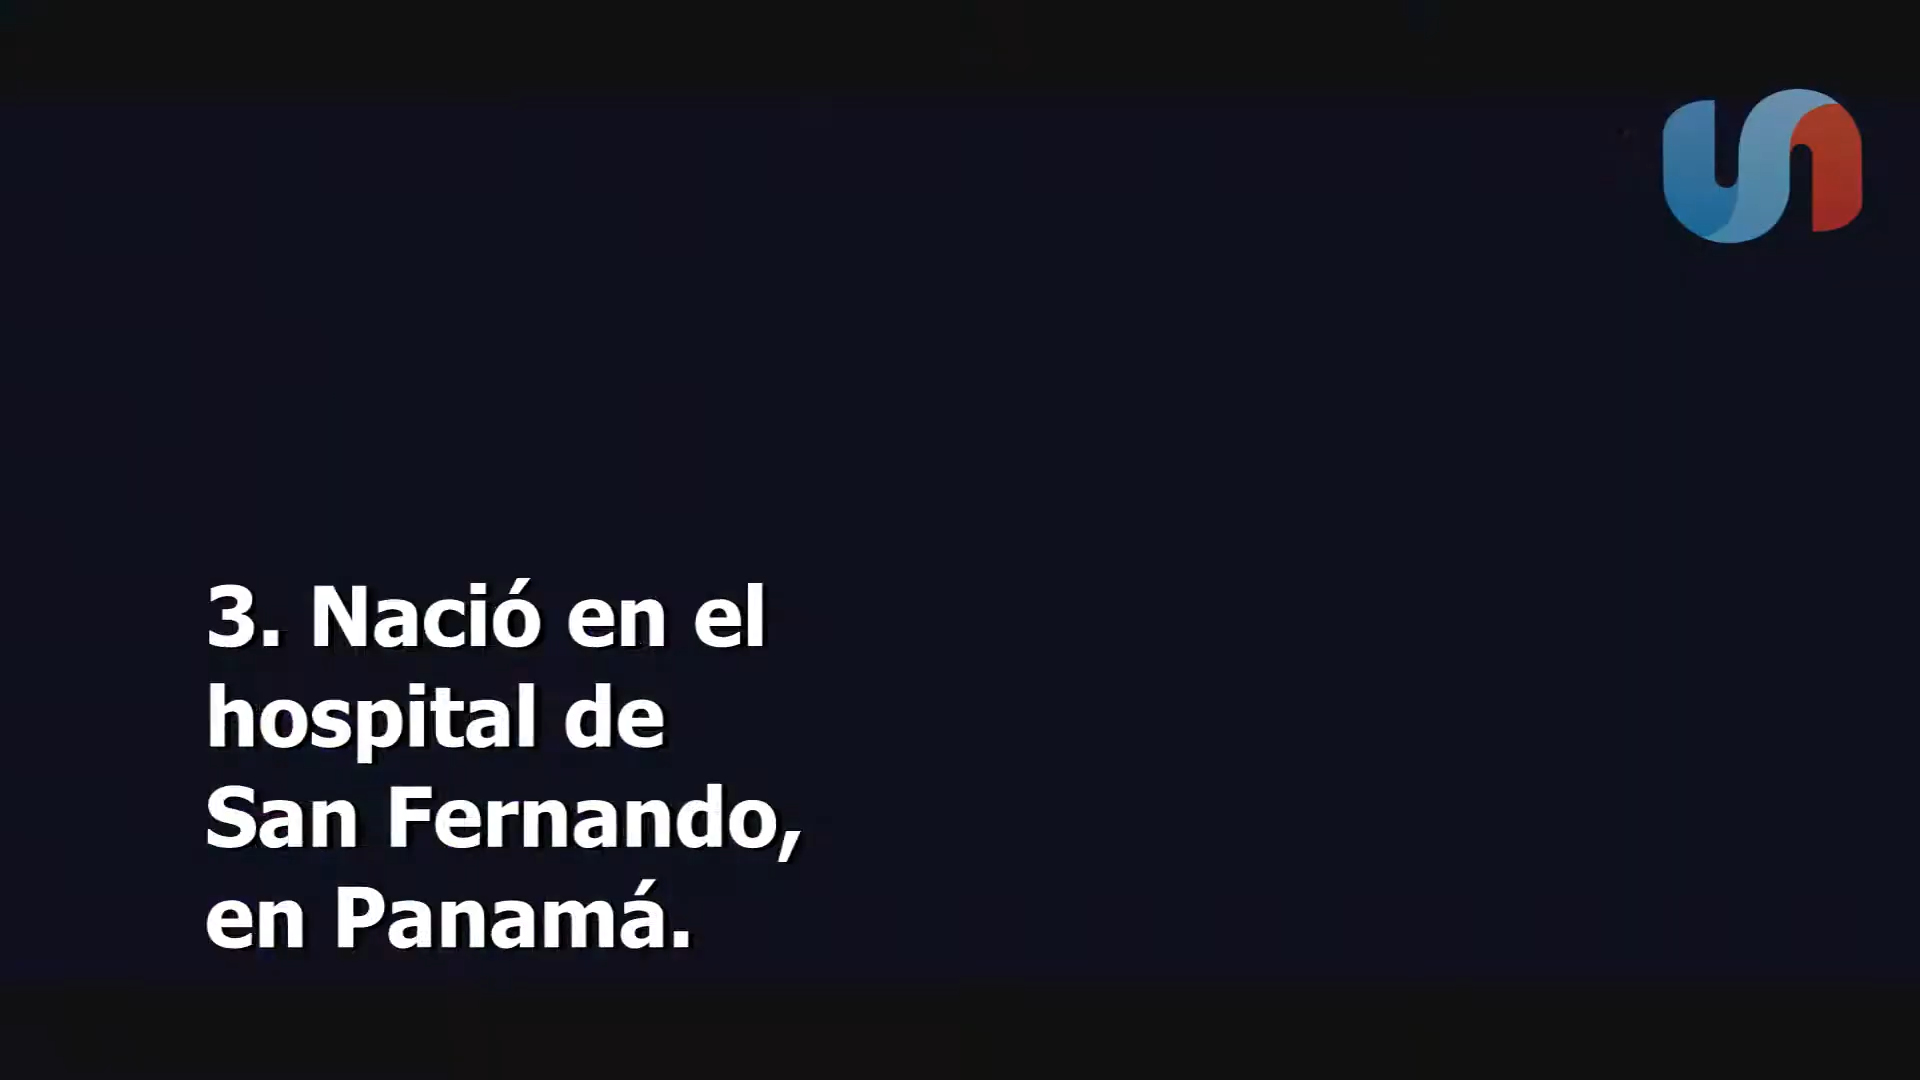 3. Nació en el
hospital de
San Fernando,
en Panamá.